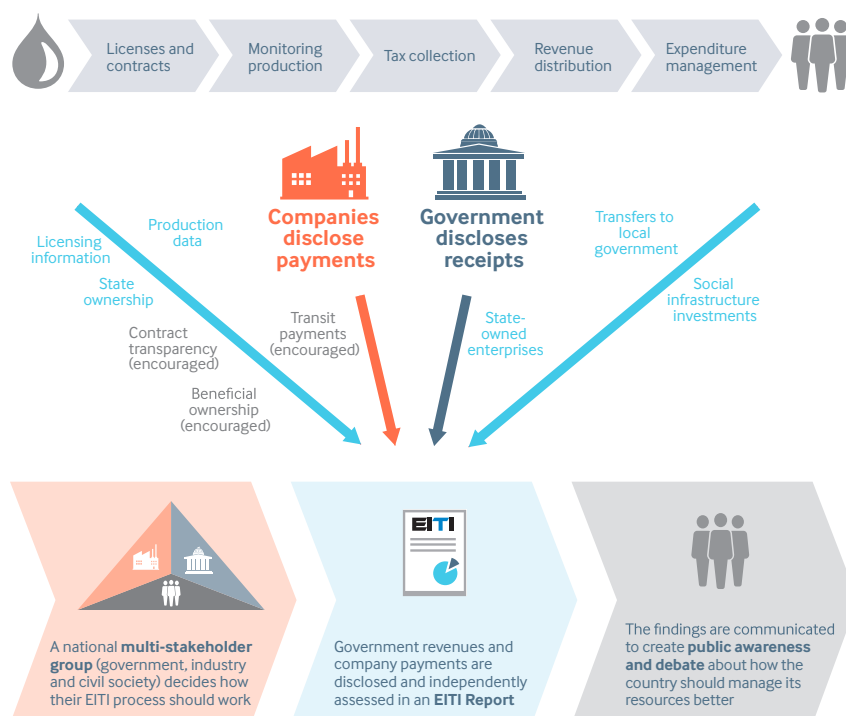 Licenses and
contracts
Monitoring
production
Tax collection
Revenue
distribution
Expenditure
management
Companies
disclose
payments
Government
discloses
receipts
Production
data
Licensing
information
State
ownership
Contract
transparency
(encouraged)
Beneficial
ownership
(encouraged)
Transit
payments
(encouraged)
State-
owned
enterprises
Transfers to
local
government
Social
infrastructure
investments
A national multi-stakeholder
group (government, industry
and civil society) decides how
their EITI process should work
EITI
Government revenues and
company payments are
disclosed and independently
assessed in an EITI Report
The findings are communicated
to create public awareness
and debate about how the
country should manage its
resources better